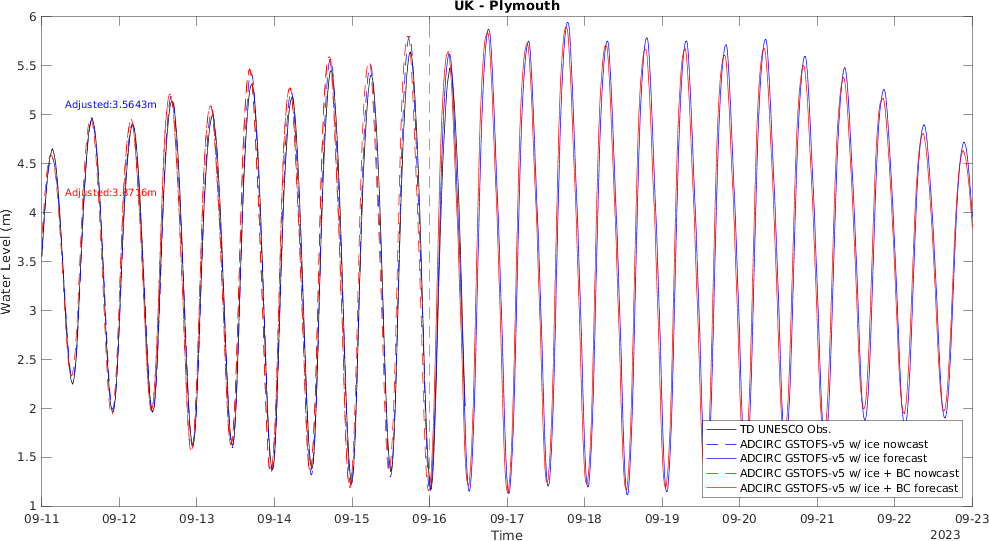 UK - Plymouth
6
5.5
5
4.5
4
3.5
3
2.5
2
1.5
1
Water Level (m)
Adjusted:3.5643m
Adjusted:3.8716m
TD UNESCO Obs.
ADCIRC GSTOFS-v5 w/ ice nowcast
ADCIRC GSTOFS-v5 w/ ice forecast
ADCIRC GSTOFS-v5 w/ ice + BC nowcast
ADCIRC GSTOFS-v5 w/ ice + BC forecast
09-11 09-12 09-13 09-14 09-15 09-16 09-17 09-18 09-19 09-20 09-21 09-22 09-23
Time
2023